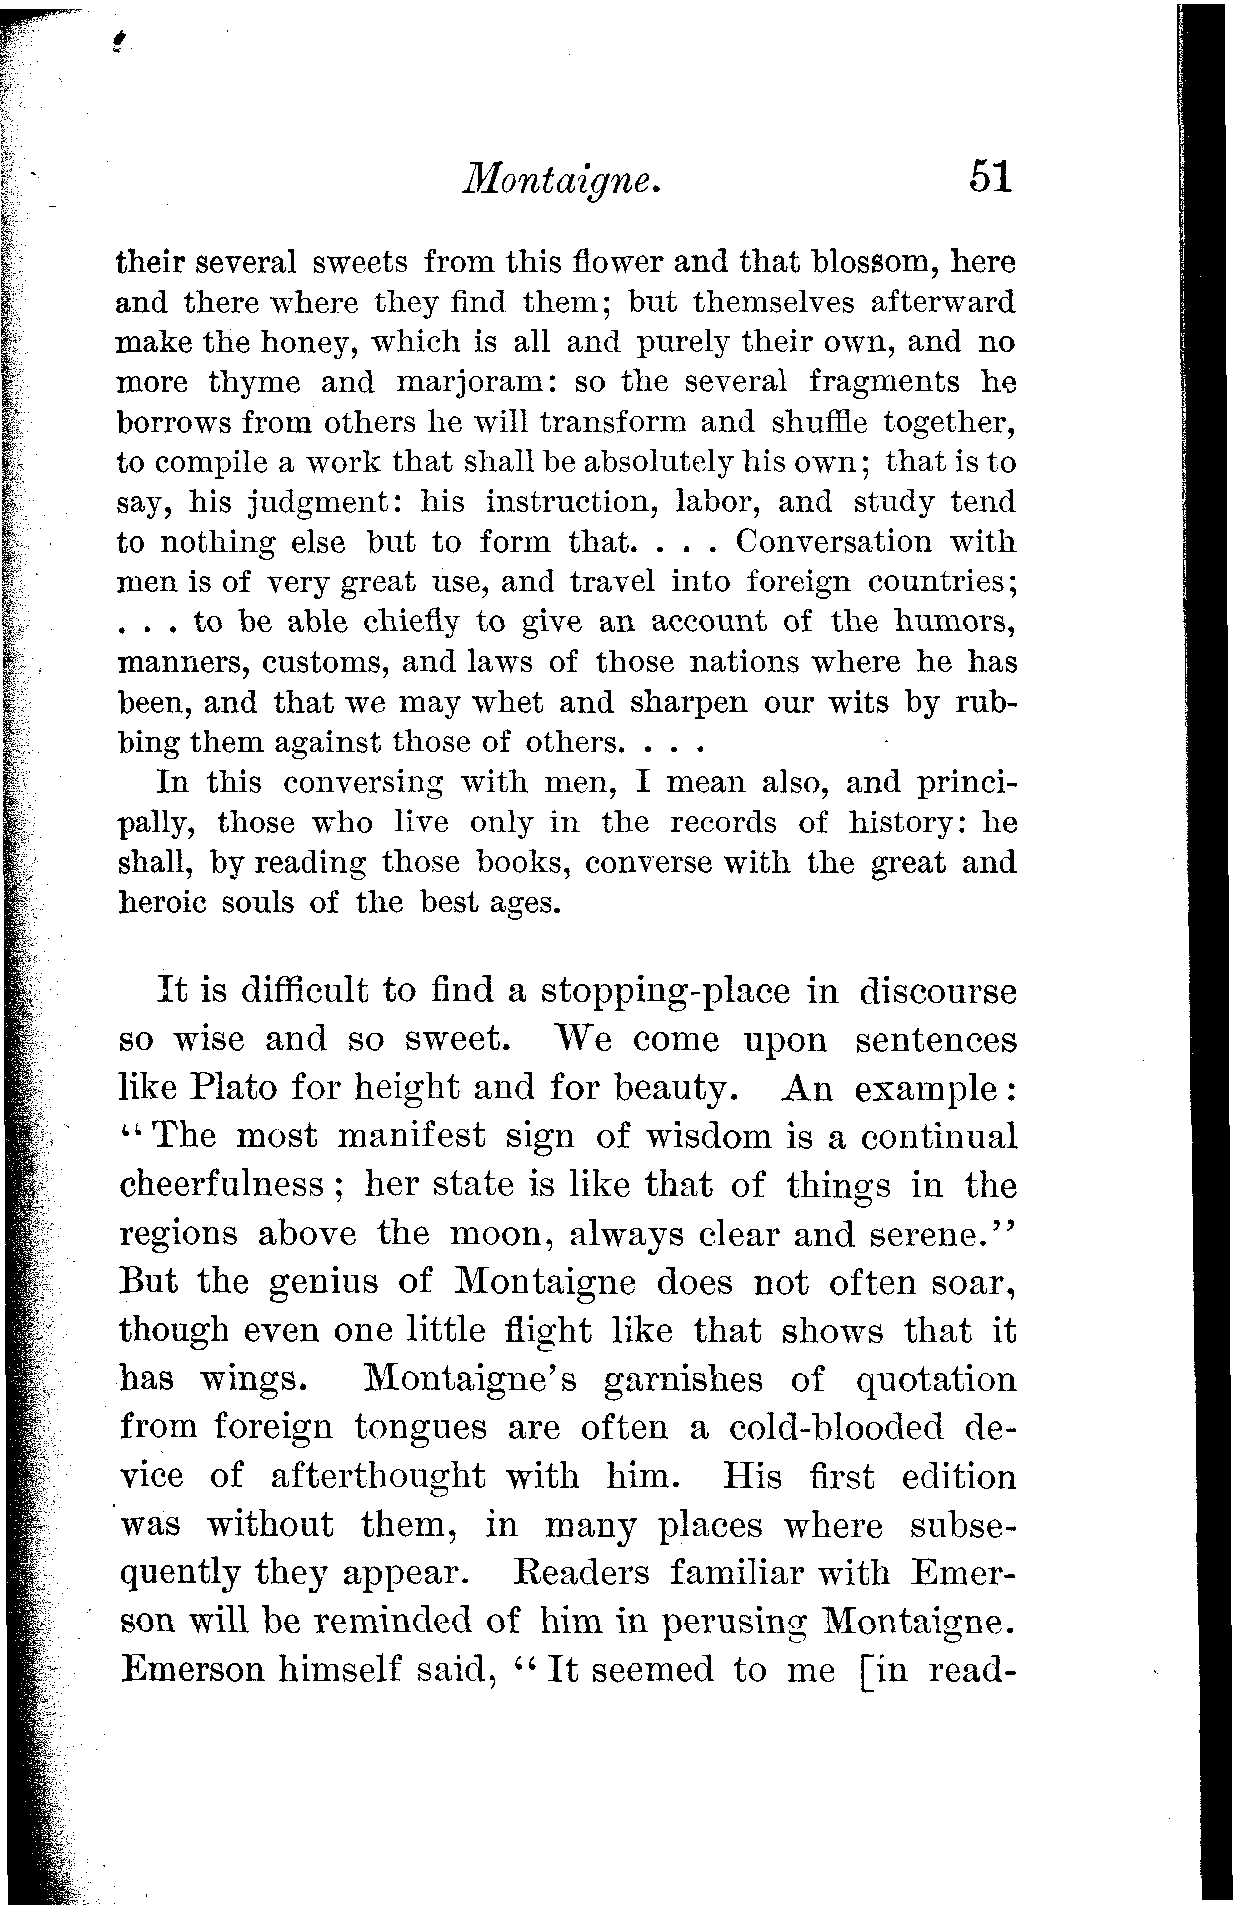 Montaigne. 51
their several sweets from this flower and that blossom, here
and there where they find them; but themselves afterward
make the honey, which is all and purely their own, and no
more thyme and marjoram: so the several fragments he
borrows from others he will transform and shuffle together,
to compile a work that shall be absolutely his own; that is to
say, his judgment: his instruction, labor, and study tend
to nothing else but to form that. . . . Conversation with
men is of very great use, and travel into foreign countries;
. . . to be able chiefly to give an account of the humors,
manners, customs, and laws of those nations where he has
been, and that we may whet and sharpen our wits by rub-
bing them against those of others. . . .
In this conversing with men, I mean also, and princi-
pally, those who live only in the records of history: he
shall, by reading those books, converse with the great and
heroic souls of the best ages.
It is difficult to find a stopping-place in discourse
so wise and so sweet. We come upon sentences
like Plato for height and for beauty. An example :
“The most manifest sign of wisdom is a continual
cheerfulness ; her state is like that of things in the
regions above the moon, always clear and serene.”
But the genius of Montaigne does not often soar,
though even one little flight like that shows that it
has wings. Montaigne’s garnishes of quotation
from foreign tongues are often a cold-blooded de-
vice of afterthought with him. His first edition
was without them, in many places where subse-
quently they appear. Readers familiar with Emer-
son will be reminded of him in perusing Montaigne.
Emerson himself said, “It seemed to me [in read-